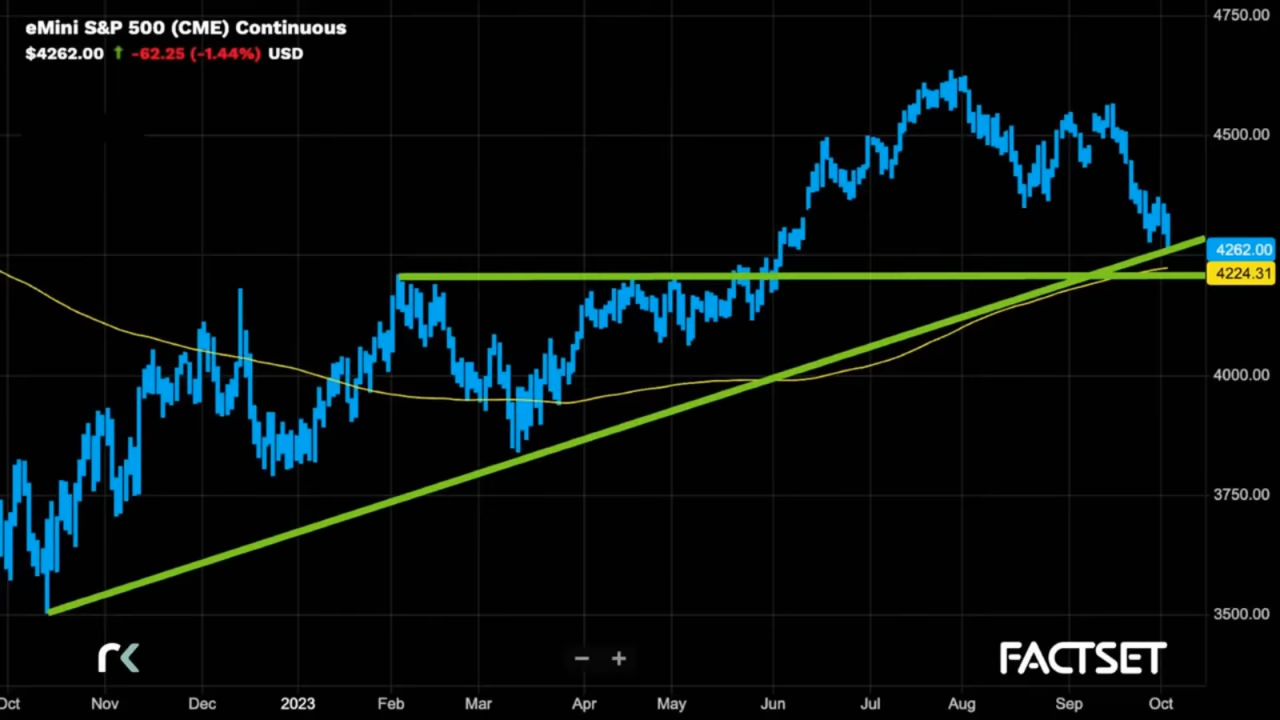 eMini S&P 500 (CME) Continuous
$4262.00 ↑ -62.25 (-1.44%) USD
4750.00
4500.00
4262.00
4224.31
4000.00
3750.00
3500.00
rK
− +
FACTSET
Oct Nov Dec 2023 Feb Mar Apr May Jun Jul Aug Sep Oct